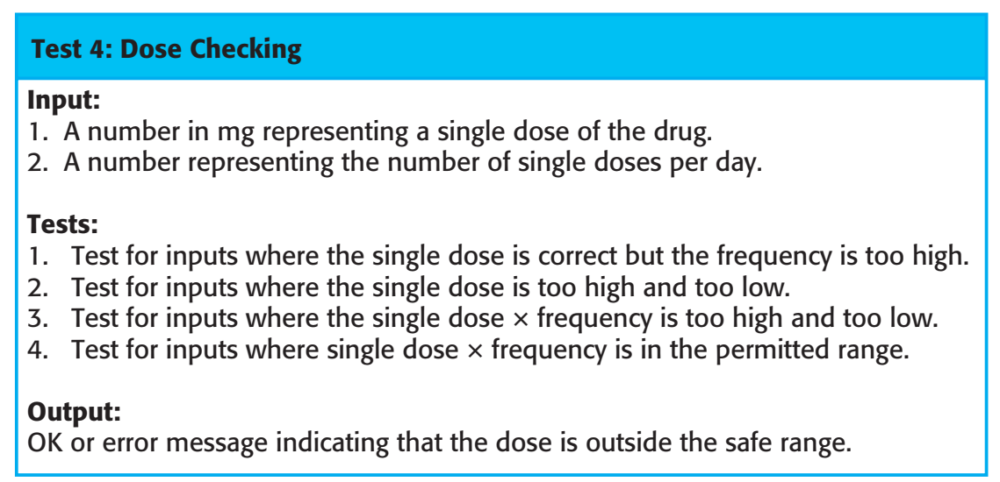 Test 4: Dose Checking
Input:
1. A number in mg representing a single dose of the drug.
2. A number representing the number of single doses per day.
Tests:
1. Test for inputs where the single dose is correct but the frequency is too high.
2. Test for inputs where the single dose is too high and too low.
3. Test for inputs where the single dose × frequency is too high and too low.
4. Test for inputs where single dose × frequency is in the permitted range.
Output:
OK or error message indicating that the dose is outside the safe range.